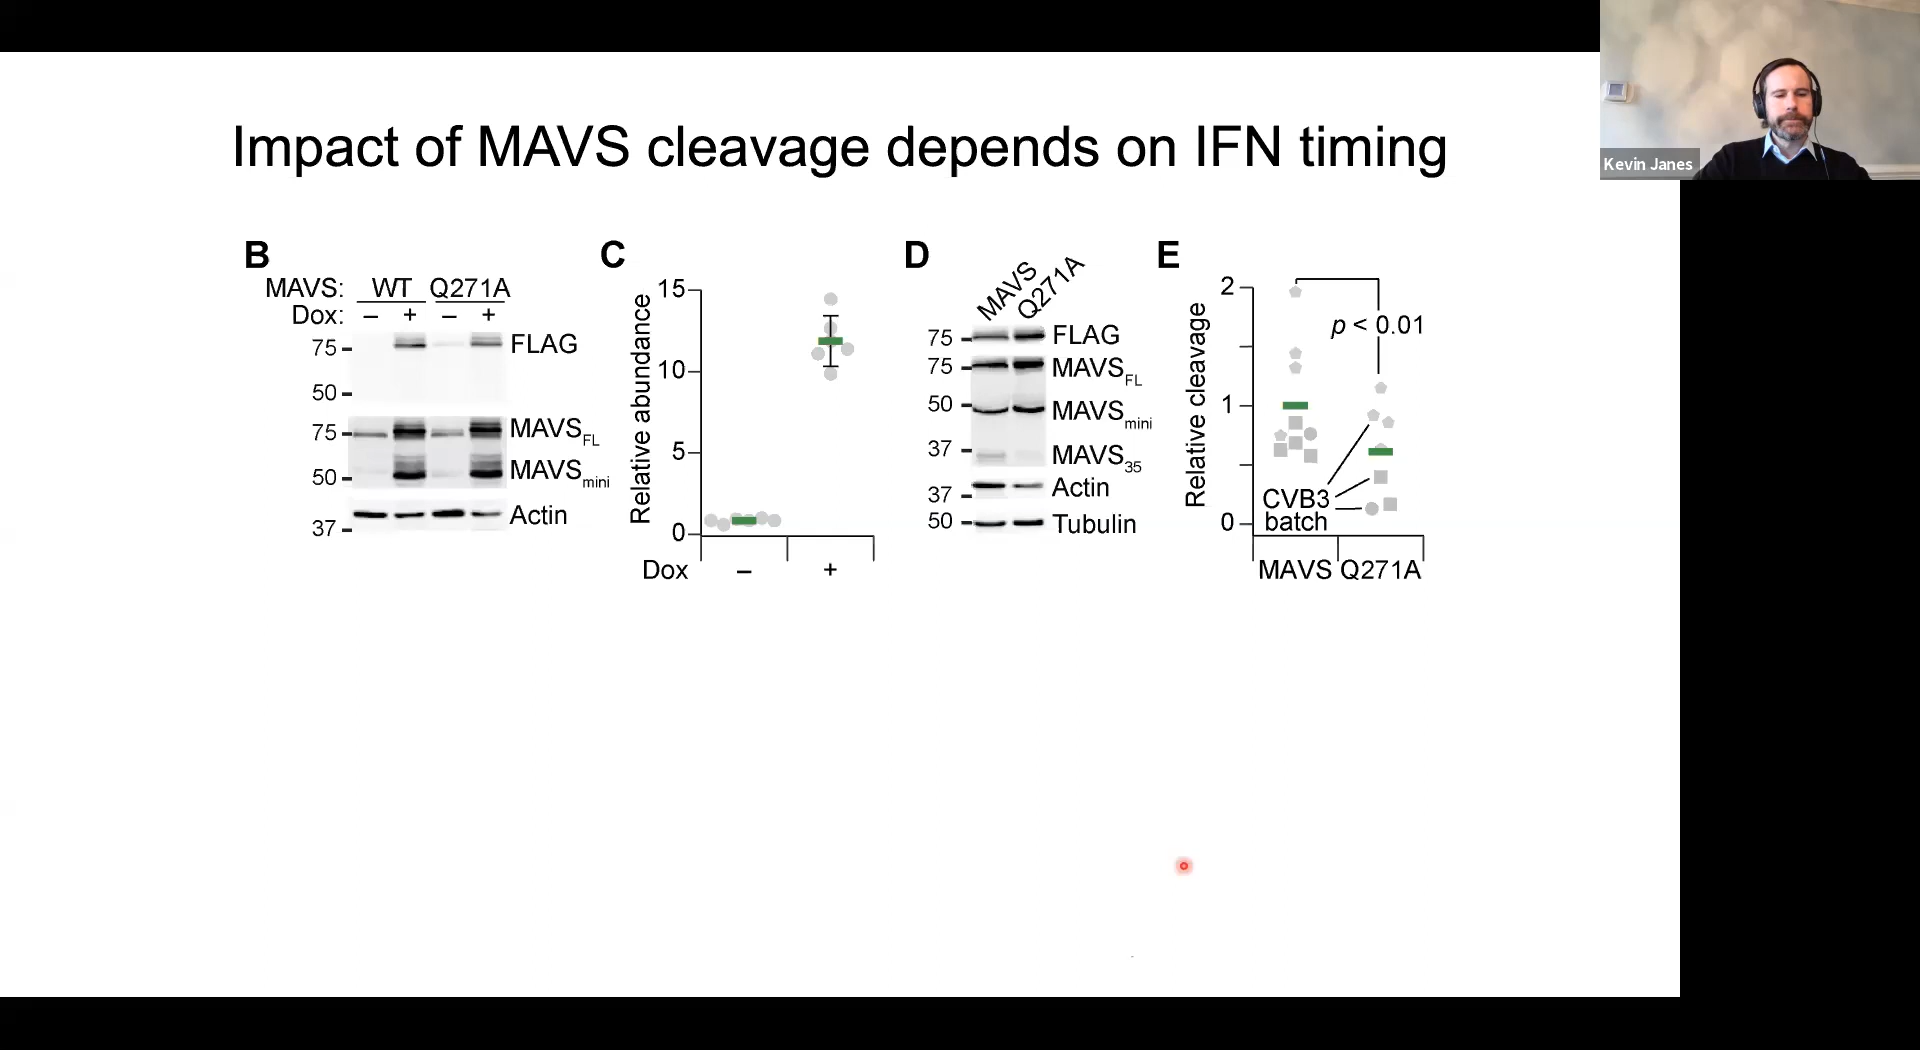 Kevin Janes
Impact of MAVS cleavage depends on IFN timing
B
MAVS: WT Q271A
Dox: – + – +
75 FLAG
50
75 MAVSFL
50 MAVSmini
37 Actin
C
Relative abundance
15
10
5
0
Dox – +
D
MAVS Q271A
75 FLAG
75 MAVSFL
50 MAVSmini
37 MAVS35
37 Actin
50 Tubulin
E
Relative cleavage
2
1
0
p < 0.01
CVB3
batch
MAVS Q271A